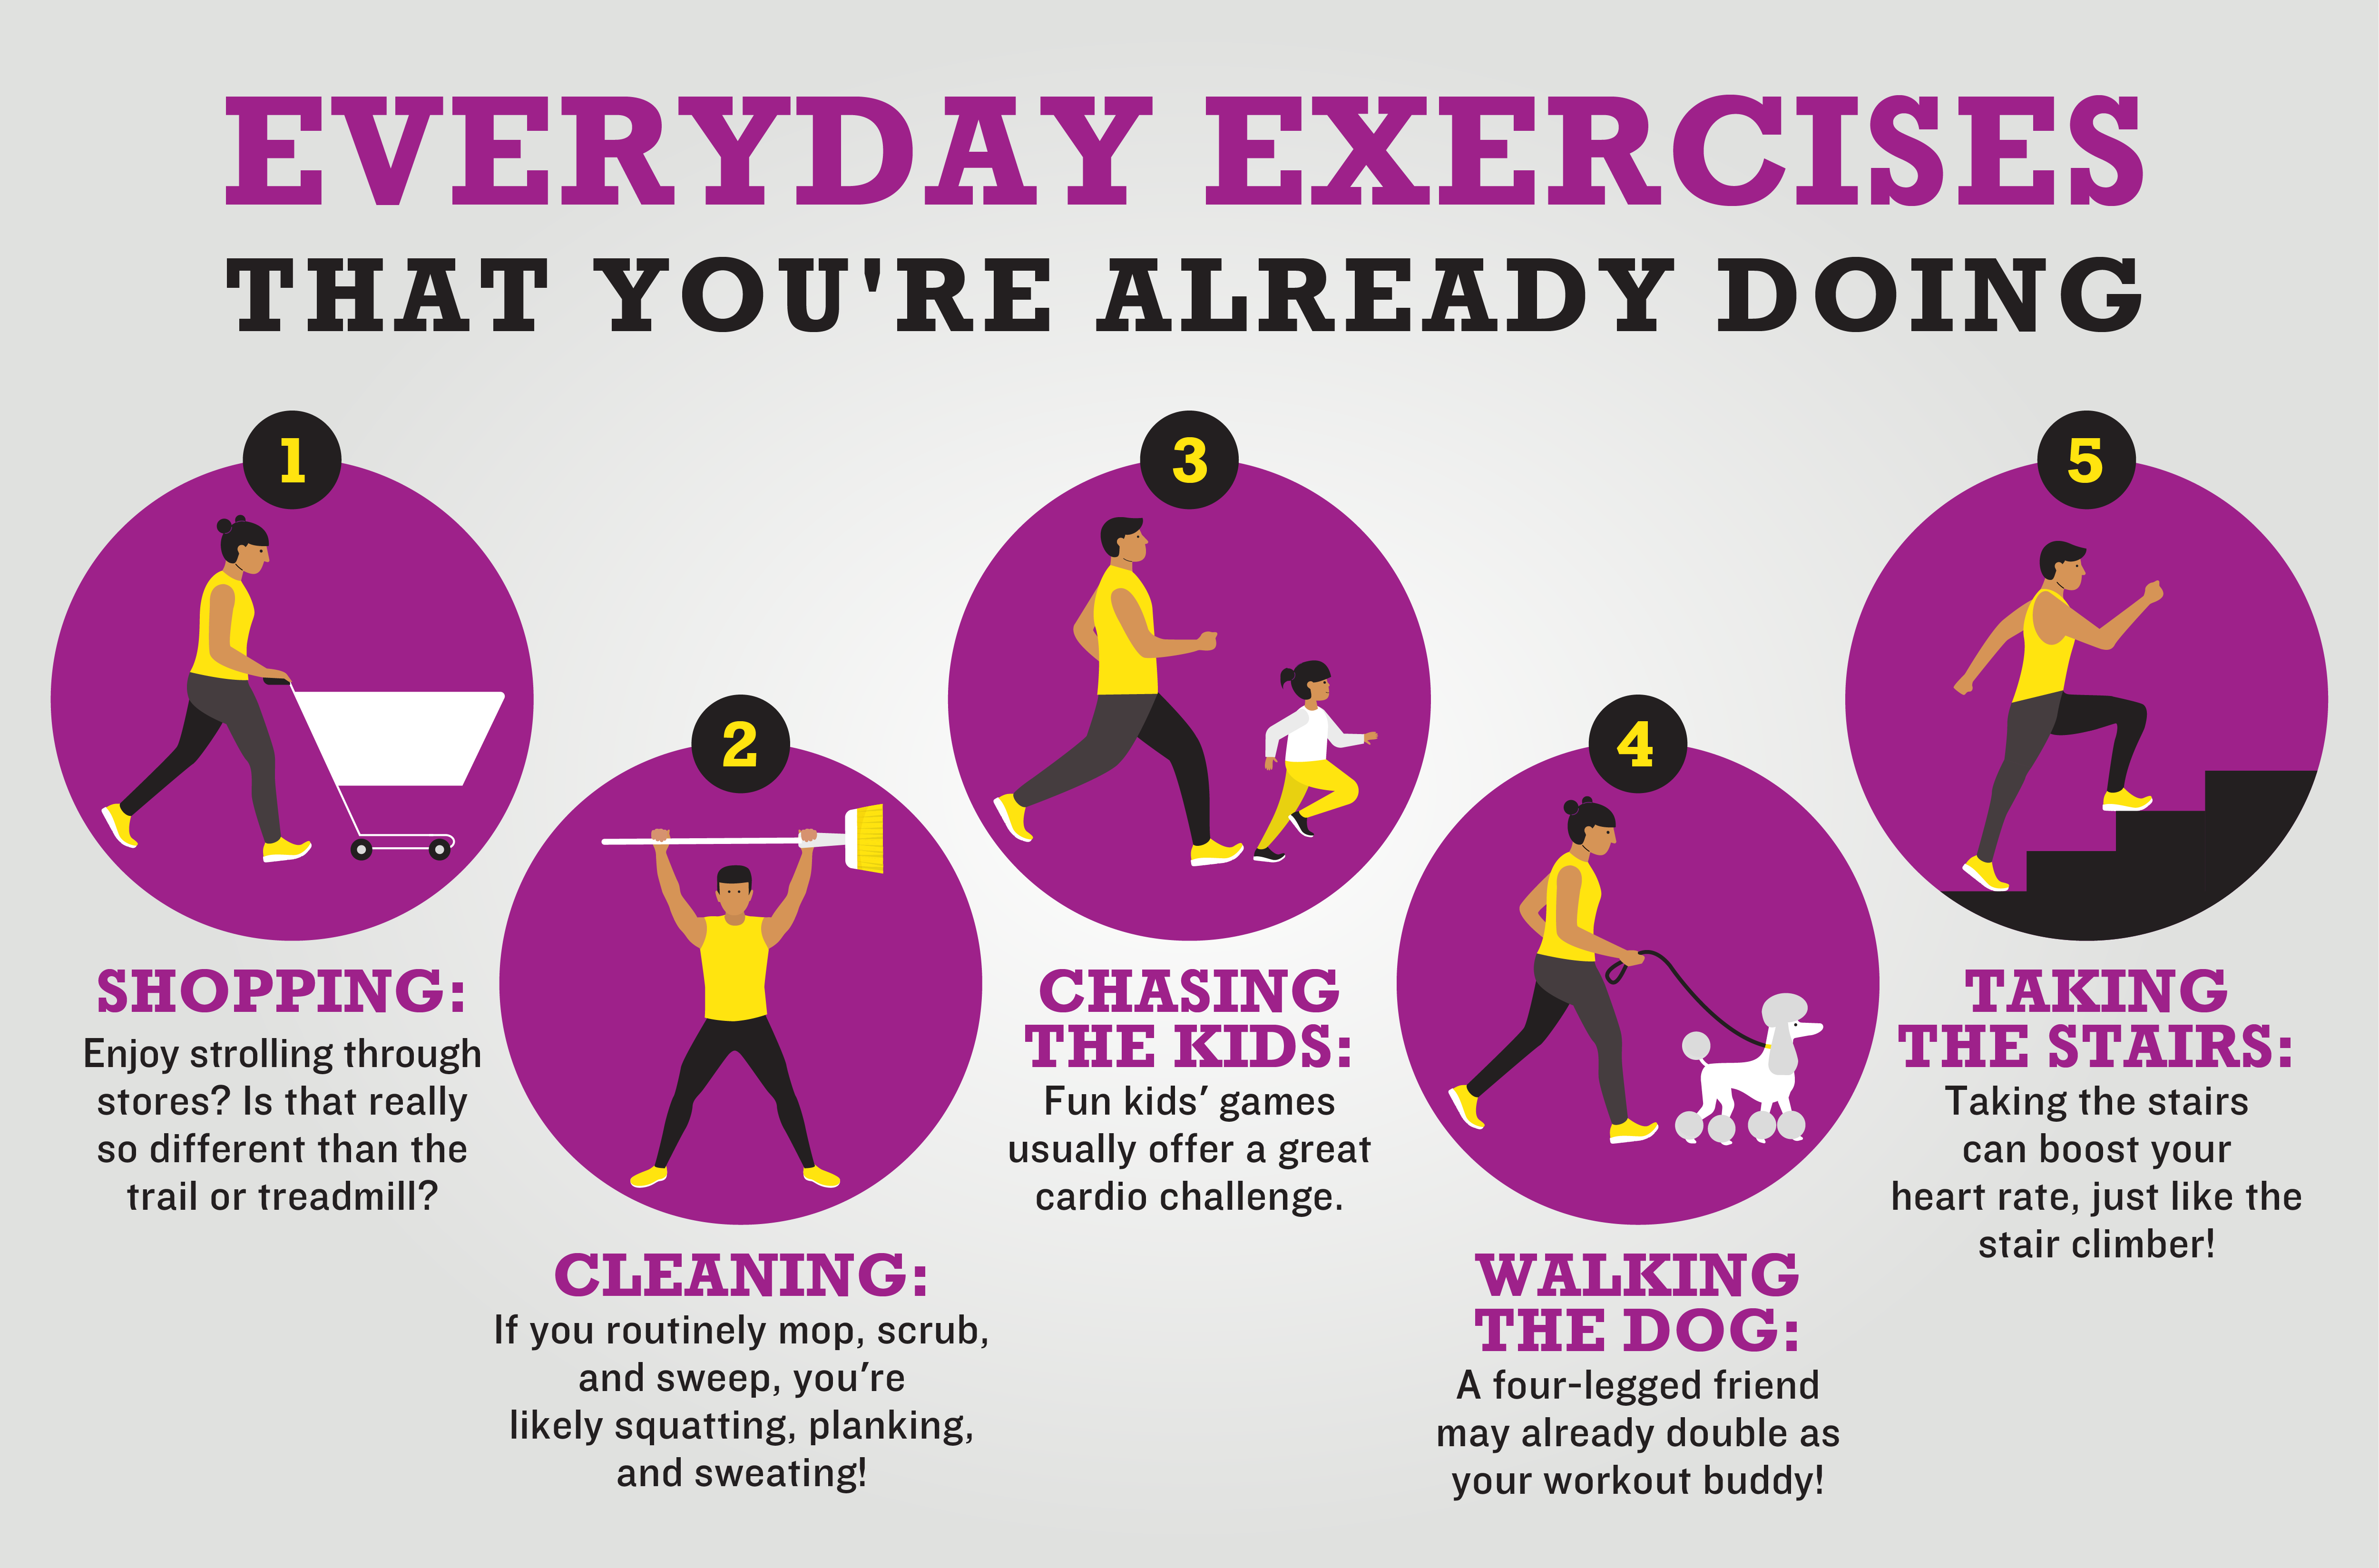 EVERYDAY EXERCISES
THAT YOU'RE ALREADY DOING
1
SHOPPING:
Enjoy strolling through
stores? Is that really
so different than the
trail or treadmill?
2
CLEANING:
If you routinely mop, scrub,
and sweep, you’re
likely squatting, planking,
and sweating!
3
CHASING
THE KIDS:
Fun kids’ games
usually offer a great
cardio challenge.
4
WALKING
THE DOG:
A four-legged friend
may already double as
your workout buddy!
5
TAKING
THE STAIRS:
Taking the stairs
can boost your
heart rate, just like the
stair climber!